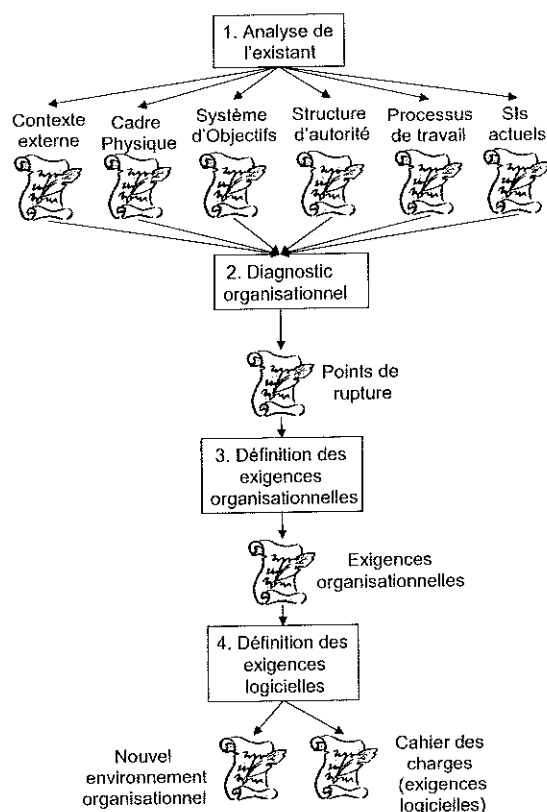 1. Analyse de
l'existant
Contexte
externe
Cadre
Physique
Système
d'Objectifs
Structure
d'autorité
Processus
de travail
SIs
actuels
2. Diagnostic
organisationnel
Points de
rupture
3. Définition des
exigences
organisationnelles
Exigences
organisationnelles
4. Définition des
exigences
logicielles
Nouvel
environnement
organisationnel
Cahier des
charges
(exigences
logicielles)